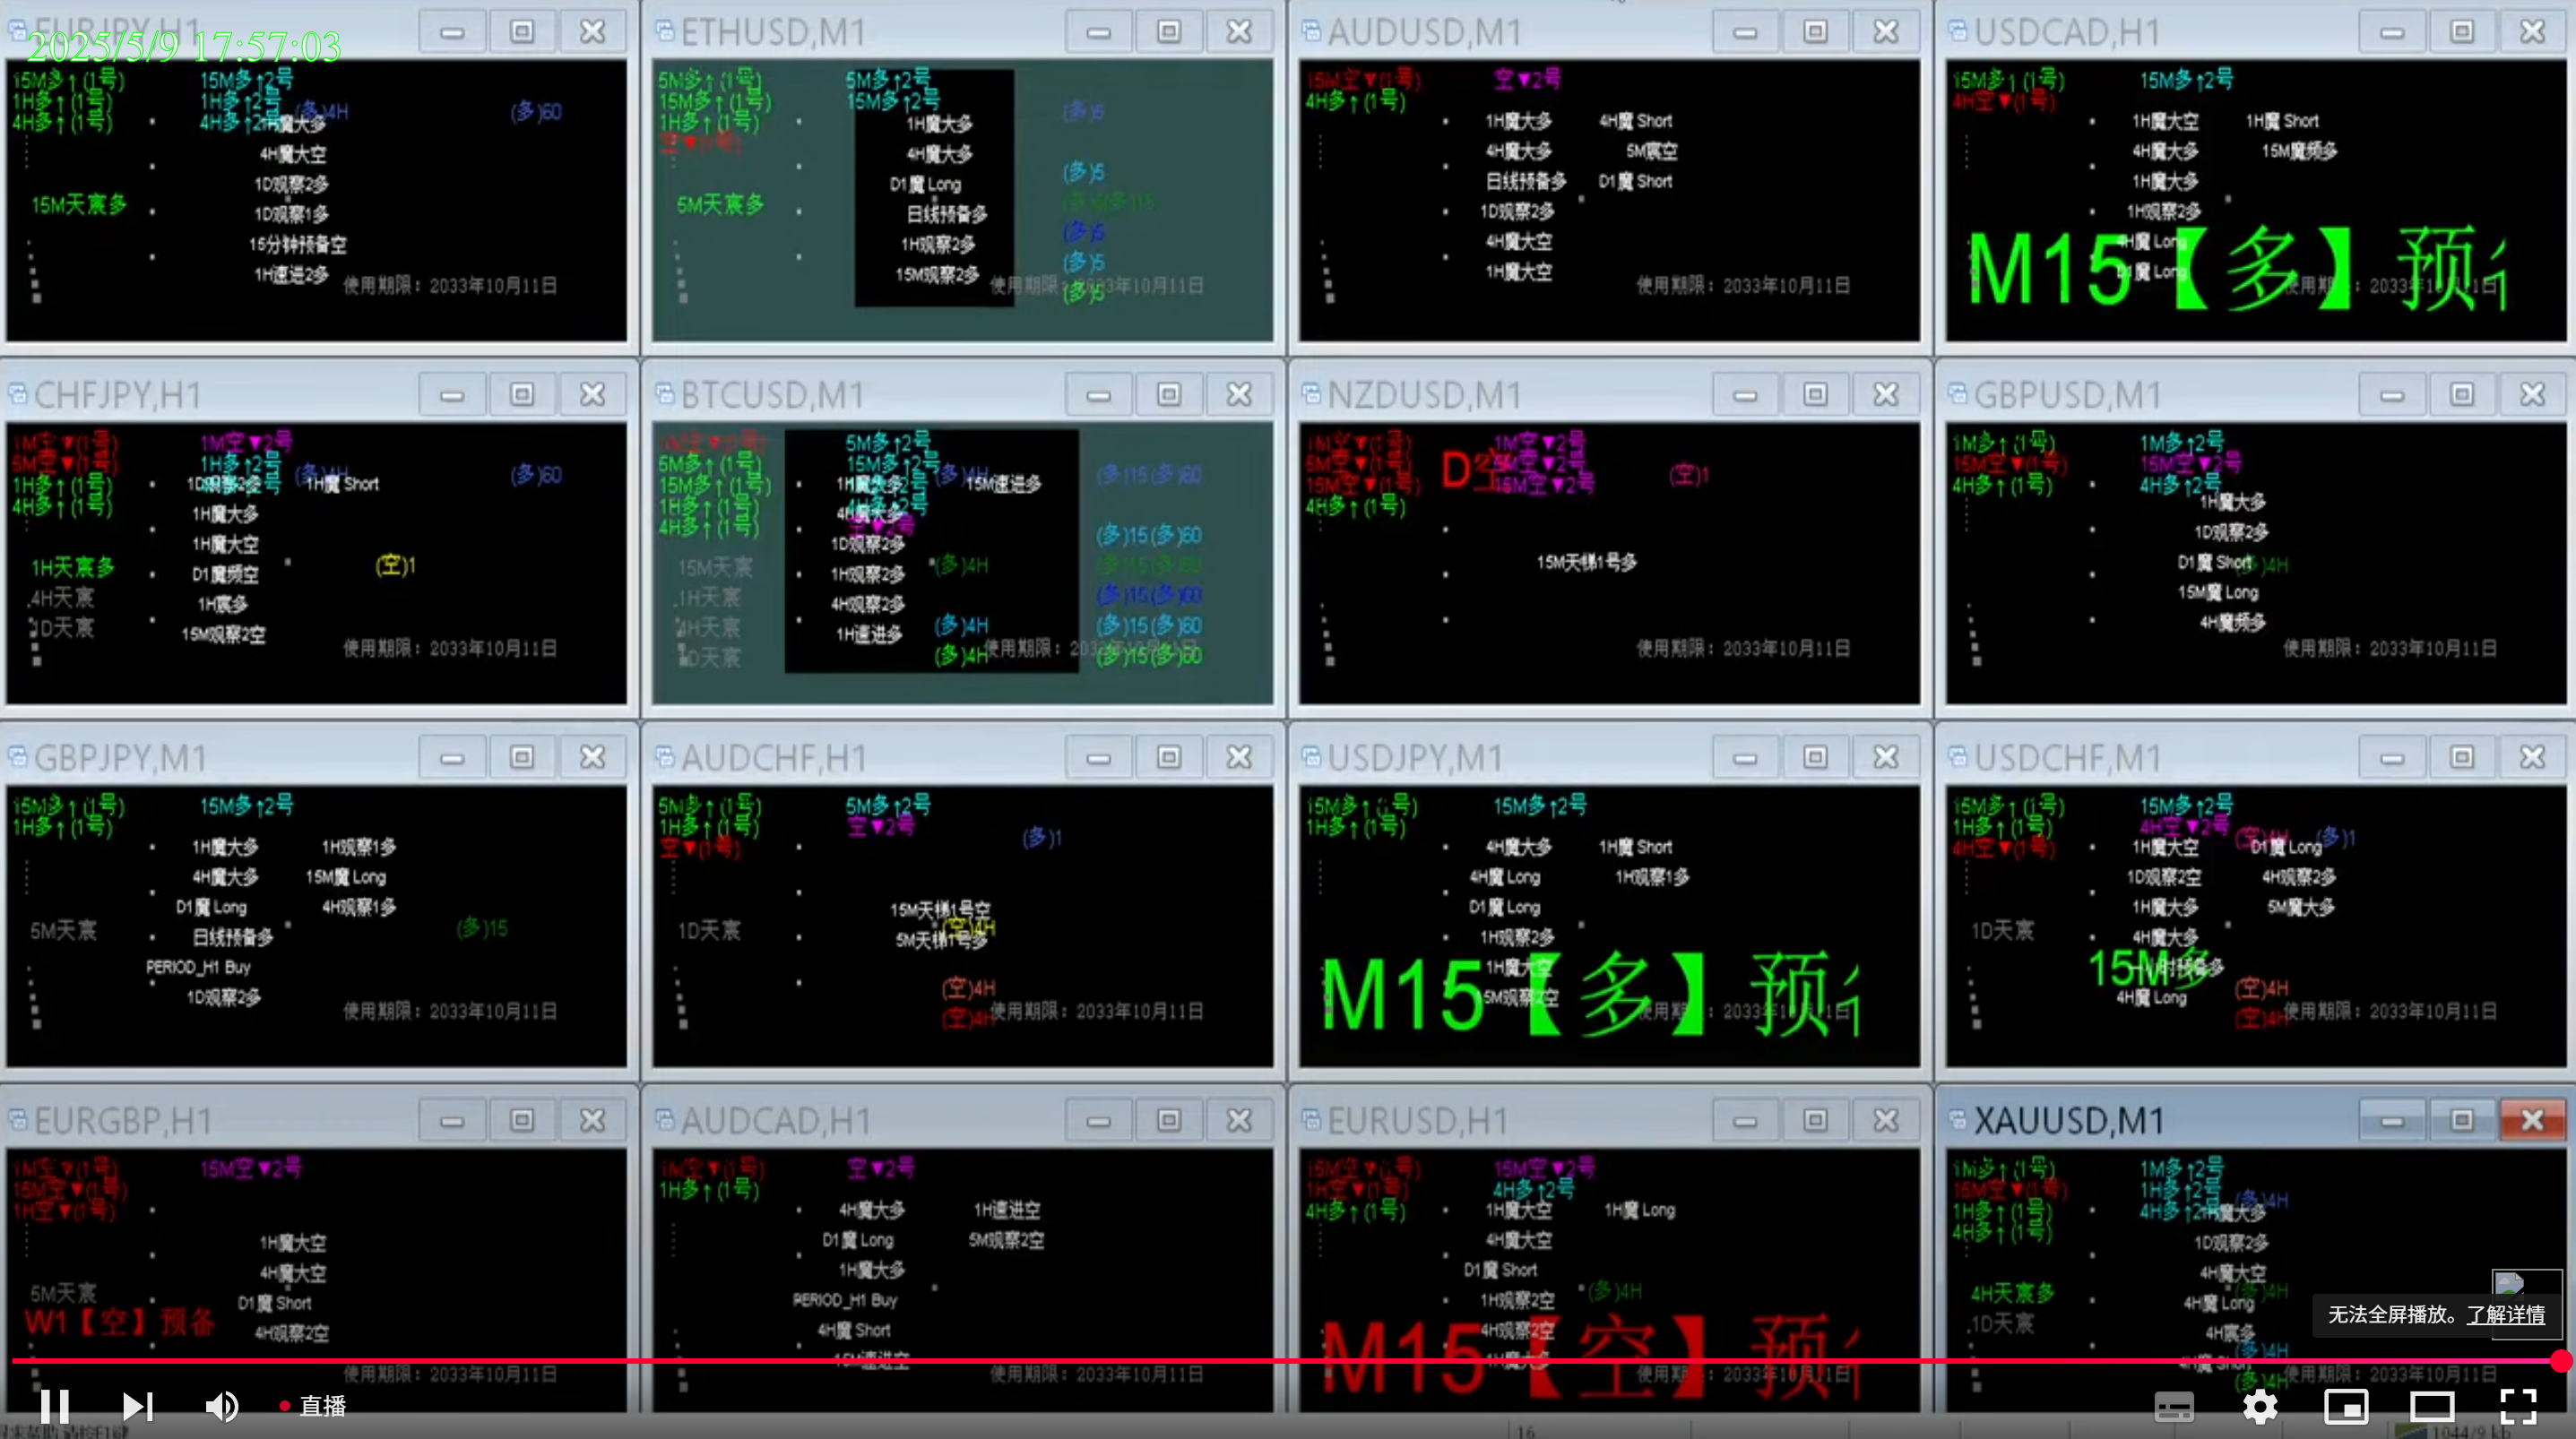 EURJPY,H1
2025/5/9 17:57:03
15M多↑(1号) 15M多↑2号
1H多↑(1号) 1H多↑2号 (多)4H (多)60
4H多↑(1号) 4H多↑2号 1H魔大多
4H魔大空
1D观察2多
15M天宸多
1D观察1多
15分钟预备空
1H速进2多
使用期限：2033年10月11日
ETHUSD,M1
5M多↑(1号) 5M多↑2号
15M多↑(1号) 15M多↑2号
1H多↑(1号) 1H魔大多 (多)5
空▼(1号)
4H魔大多
D1魔 Long (多)5
5M天宸多
日线预备多 (多)5
1H观察2多 (多)5
15M观察2多 (多)5
使用期限：2033年10月11日
AUDUSD,M1
15M空▼(1号) 空▼2号
4H多↑(1号)
1H魔大多 4H魔 Short
4H魔大多 5M宸空
日线预备多 D1魔 Short
1D观察2多
4H魔大空
1H魔大空
使用期限：2033年10月11日
USDCAD,H1
15M多↑(1号) 15M多↑2号
4H空▼(1号)
1H魔大空 1H魔 Short
4H魔大多 15M魔频多
1H魔大多
1H观察2多
4H魔 Long
D1魔 Long
M15【多】预
使用期限：2033年10月11日
CHFJPY,H1
1M空▼(1号) 1M空▼2号
5M空▼(1号) 1H多↑2号 (多)4H (多)60
1H多↑(1号) 1D观察2多 1H魔 Short
4H多↑(1号)
1H魔大多
1H魔大空
1H天宸多 D1魔频空 (空)1
4H天宸 1H宸多
1D天宸 15M观察2空
使用期限：2033年10月11日
BTCUSD,M1
5M多↑(1号) 5M多↑2号
15M多↑(1号) 15M多↑2号 (多)4H (多)15(多)60
1H多↑(1号) 1H魔大多 15M速进多
4H多↑(1号) 4H魔大多
空▼2号
1D观察2多 (多)15(多)60
15M天宸 1H观察2多 (多)4H (多)15(多)60
1H天宸 4H观察2多 (多)15(多)60
4H天宸 1H速进多 (多)4H (多)15(多)60
1D天宸 (多)4H (多)15(多)60
使用期限：2033年10月11日
NZDUSD,M1
1M空▼(1号) 1M空▼2号
5M空▼(1号) D空 5M空▼2号
15M空▼(1号) 15M空▼2号 (空)1
4H多↑(1号)
15M天梯1号多
使用期限：2033年10月11日
GBPUSD,M1
1M多↑(1号) 1M多↑2号
15M空▼(1号) 15M空▼2号
4H多↑(1号) 4H多↑2号
1H魔大多
1D观察2多
D1魔 Short (多)4H
15M魔 Long
4H魔频多
使用期限：2033年10月11日
GBPJPY,M1
15M多↑(1号) 15M多↑2号
1H多↑(1号)
1H魔大多 1H观察1多
4H魔大多 15M魔 Long
D1魔 Long 4H观察1多
5M天宸 日线预备多 (多)15
PERIOD_H1 Buy
1D观察2多
使用期限：2033年10月11日
AUDCHF,H1
5M多↑(1号) 5M多↑2号
1H多↑(1号) 空▼2号
空▼(1号) (多)1
15M天梯1号空
1D天宸 (空)4H
5M天梯1号多
(空)4H
(空)4H
使用期限：2033年10月11日
USDJPY,M1
15M多↑(1号) 15M多↑2号
1H多↑(1号)
4H魔大多 1H魔 Short
4H魔 Long 1H观察1多
D1魔 Long
1H观察2多
1H魔大空
15M观察2空
M15【多】预
使用期限：2033年10月11日
USDCHF,M1
15M多↑(1号) 15M多↑2号
1H多↑(1号) 4H空▼2号
4H空▼(1号) (空)4H (多)1
1H魔大空 D1魔 Long
1D观察2空 4H观察2多
1H魔大多 5M魔大多
1D天宸 4H魔大多
15M多
4H魔 Long (空)4H
(空)4H
使用期限：2033年10月11日
EURGBP,H1
1M空▼(1号) 15M空▼2号
15M空▼(1号)
1H空▼(1号)
1H魔大空
4H魔大空
5M天宸 D1魔 Short
W1【空】预备
4H观察2空
使用期限：2033年10月11日
AUDCAD,H1
1M空▼(1号) 空▼2号
1H多↑(1号)
4H魔大多 1H速进空
D1魔 Long 5M观察2空
1H魔大多
PERIOD_H1 Buy
4H魔 Short
15M速进空
使用期限：2033年10月11日
EURUSD,H1
15M空▼(1号) 15M空▼2号
1H空▼(1号) 4H多↑2号
4H多↑(1号) 1H魔大空 1H魔 Long
4H魔大空
D1魔 Short
1H观察2空 (多)4H
4H观察2空
1H魔大多
M15【空】预
使用期限：2033年10月11日
XAUUSD,M1
1M多↑(1号) 1M多↑2号
15M空▼(1号) 1H多↑2号 (多)4H
1H多↑(1号) 4H多↑2号 1H魔大多
4H多↑(1号)
1D观察2多
4H魔大空
4H天宸多 (多)4H
4H魔 Long
1D天宸 4H宸多
(多)4H
4H魔 Short
(多)4H
使用期限：2033年10月11日
无法全屏播放。了解详情
直播
16
1044/9 kb